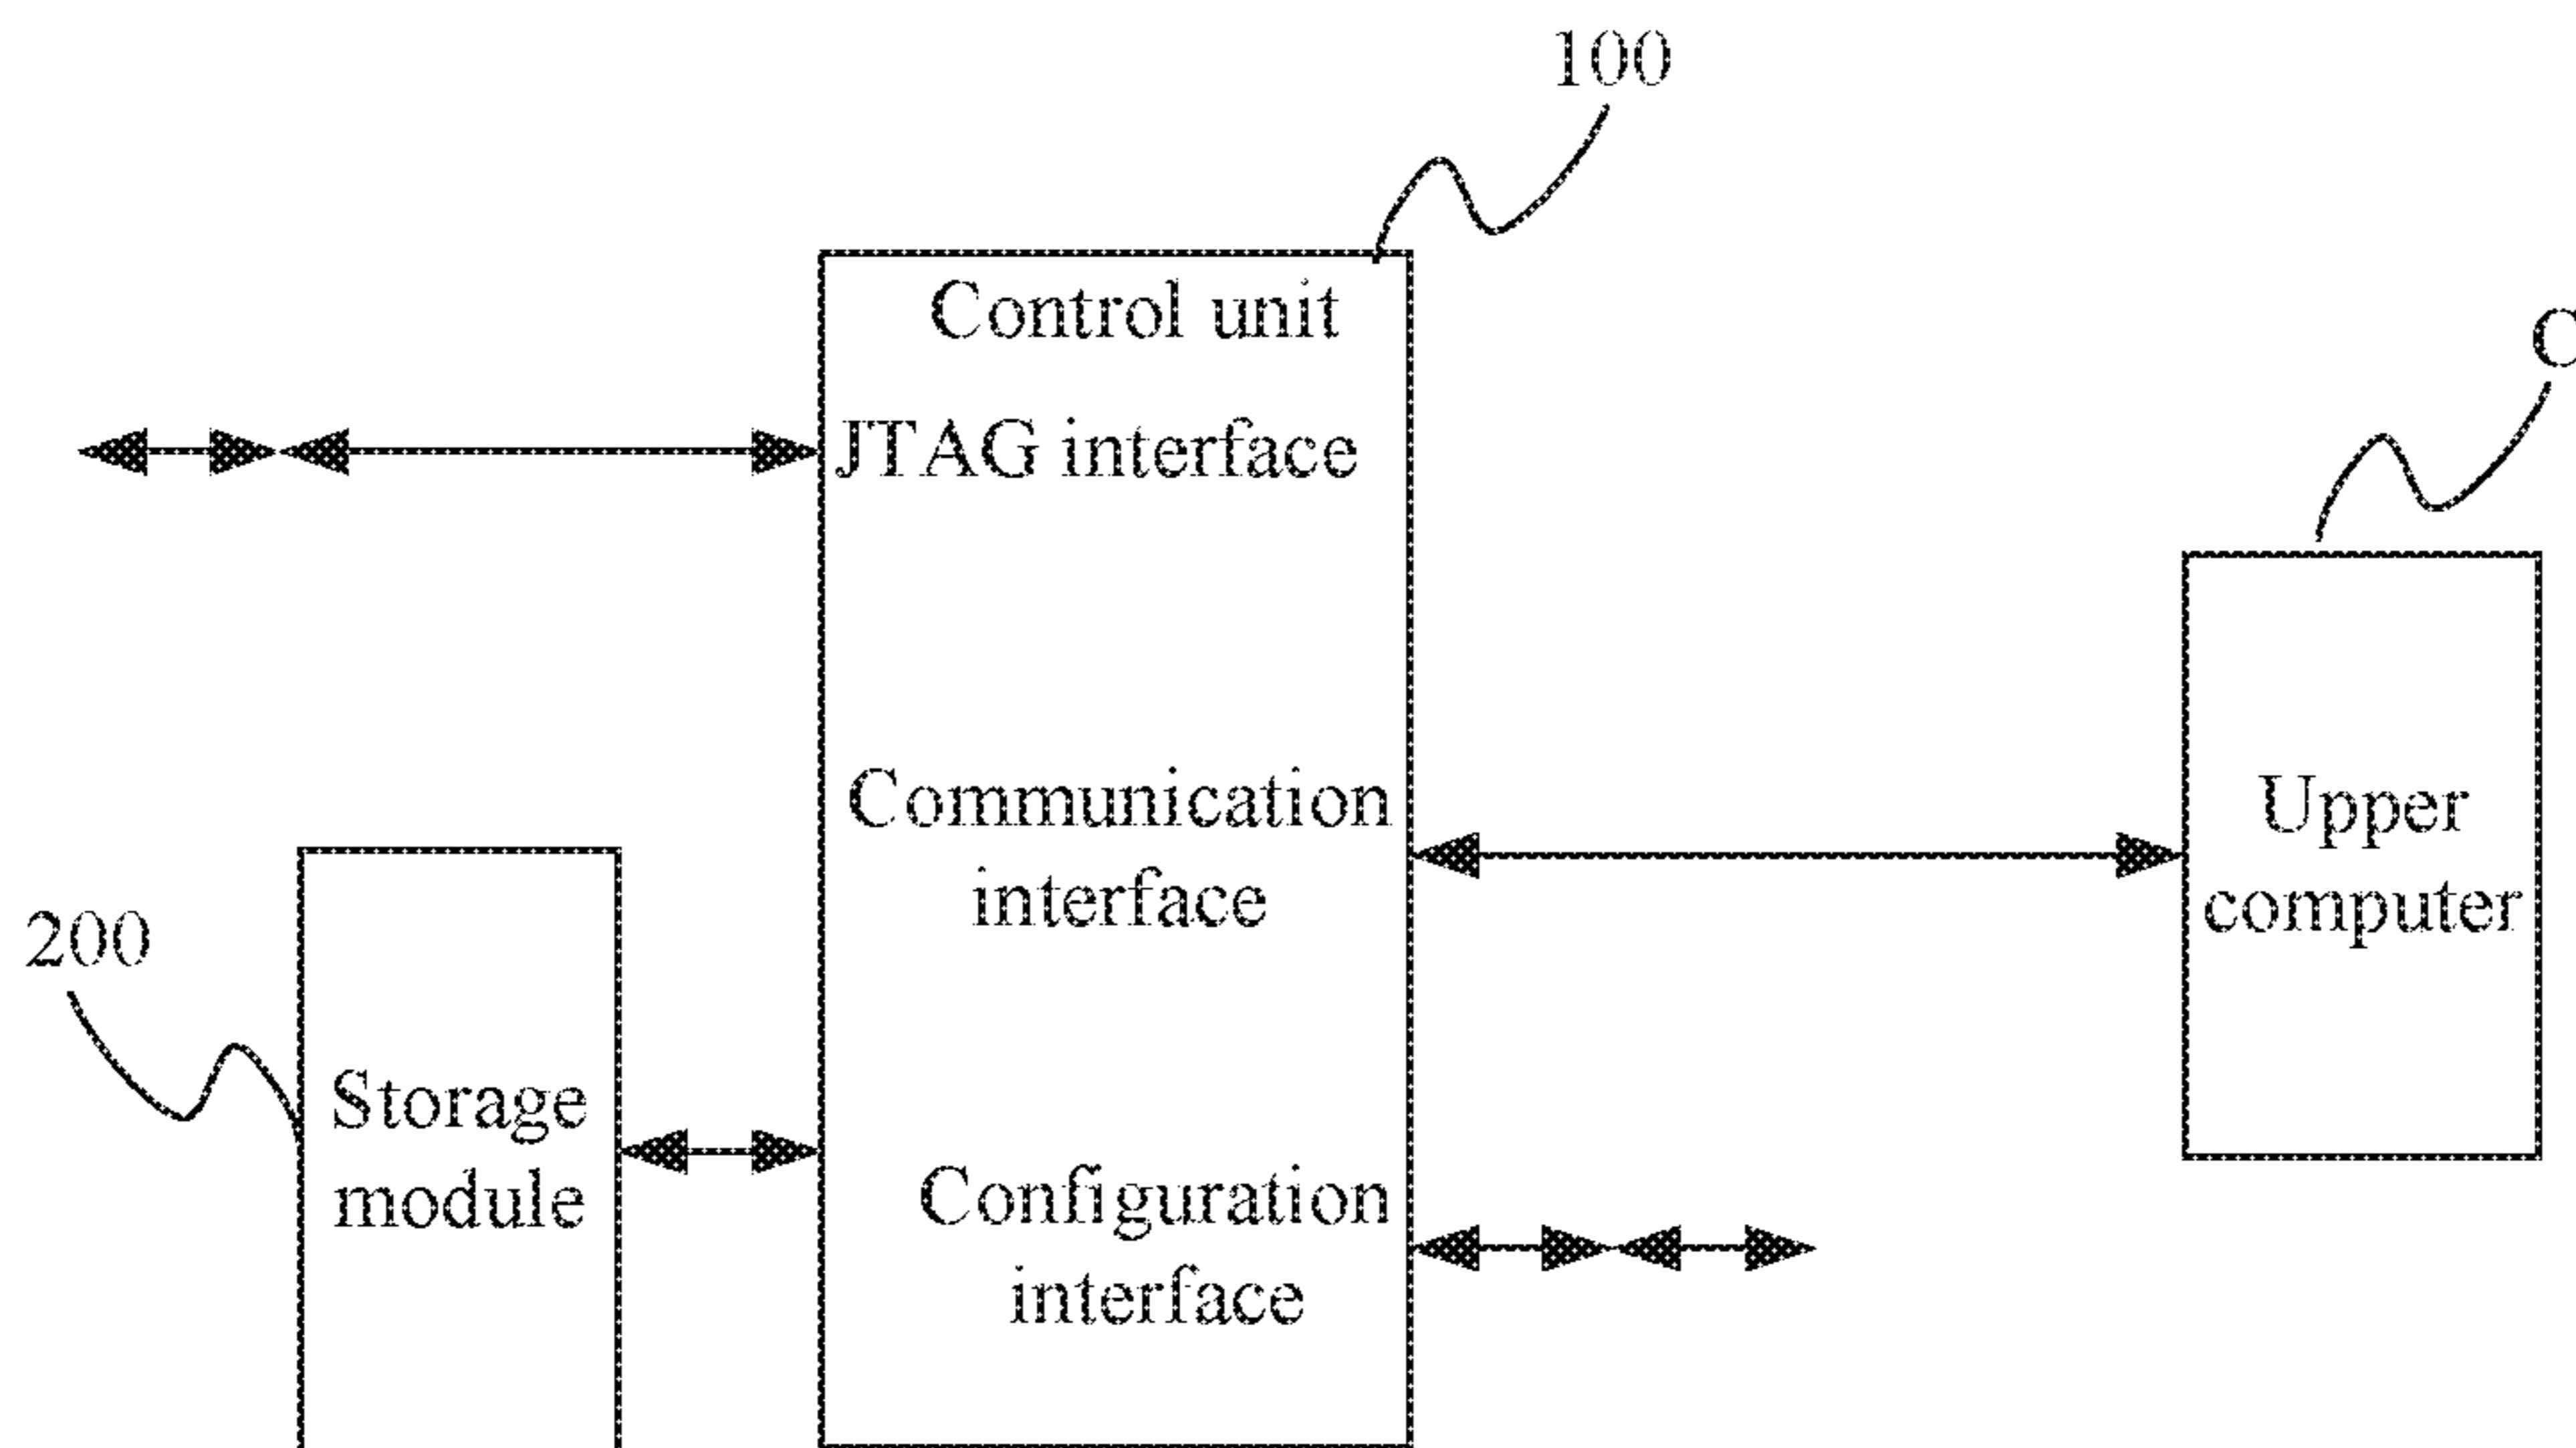 100
Control unit
JTAG interface
C
Communication
interface
Upper
computer
200
Storage
module
Configuration
interface